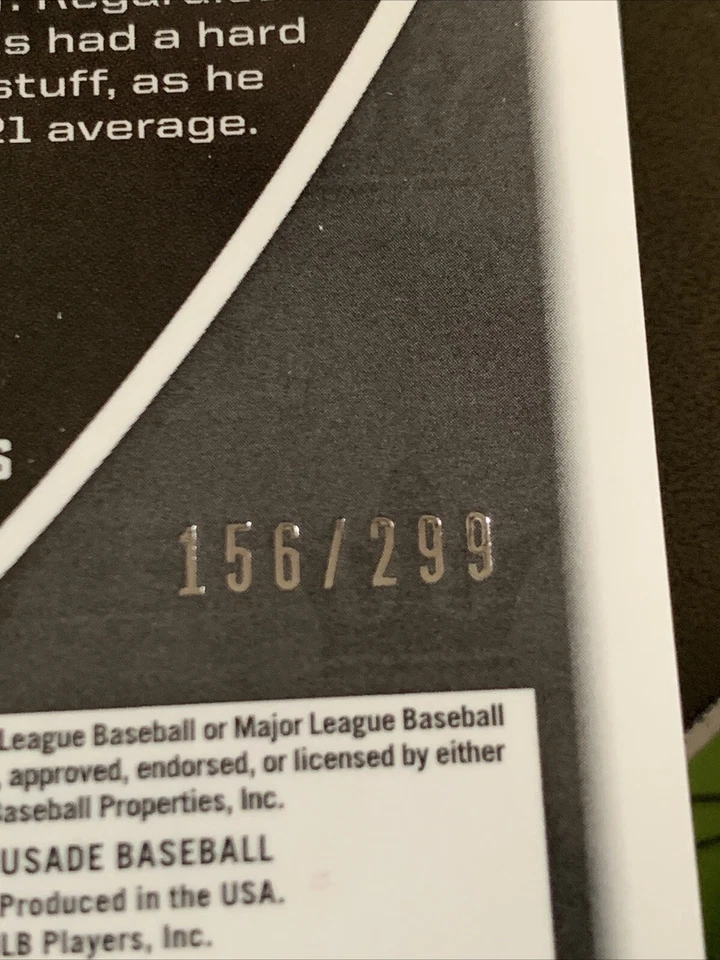 s had a hard
stuff, as he
21 average.
S
156/299
League Baseball or Major League Baseball
, approved, endorsed, or licensed by either
Baseball Properties, Inc.
USADE BASEBALL
Produced in the USA.
LB Players, Inc.